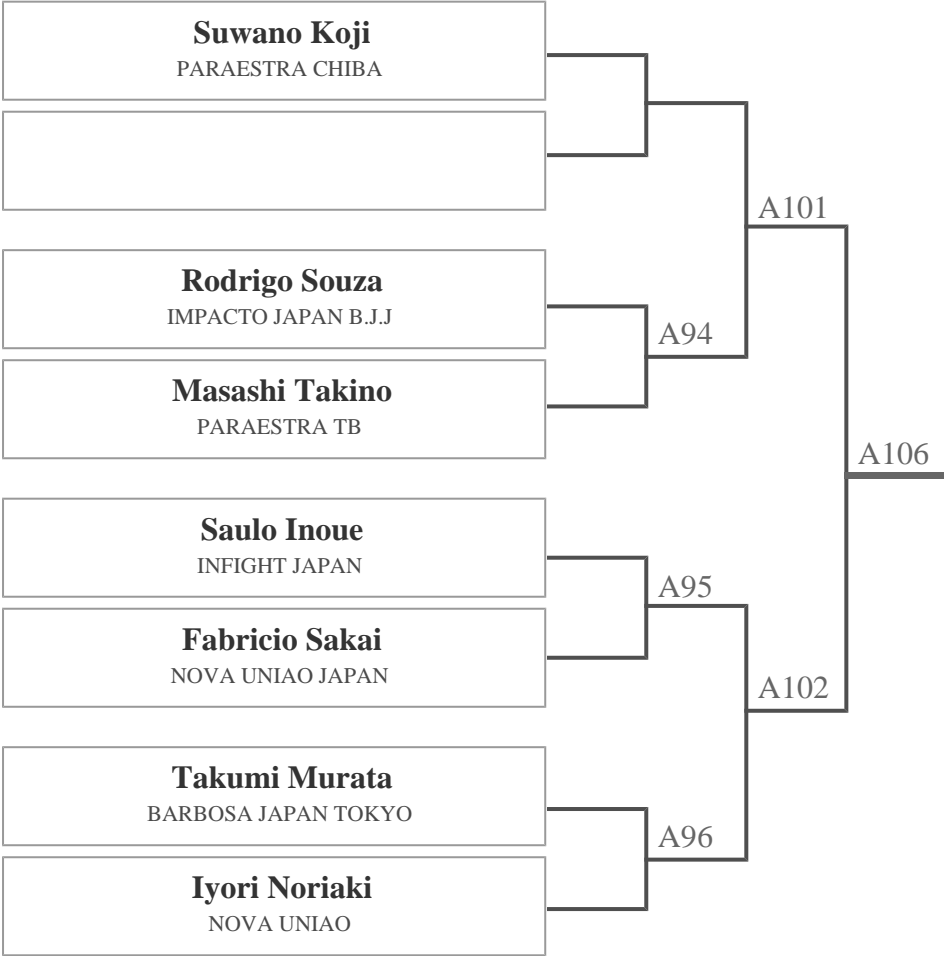 Suwano Koji
PARAESTRA CHIBA
A101
Rodrigo Souza
IMPACTO JAPAN B.J.J
A94
Masashi Takino
PARAESTRA TB
A106
Saulo Inoue
INFIGHT JAPAN
A95
Fabricio Sakai
NOVA UNIAO JAPAN
A102
Takumi Murata
BARBOSA JAPAN TOKYO
A96
Iyori Noriaki
NOVA UNIAO